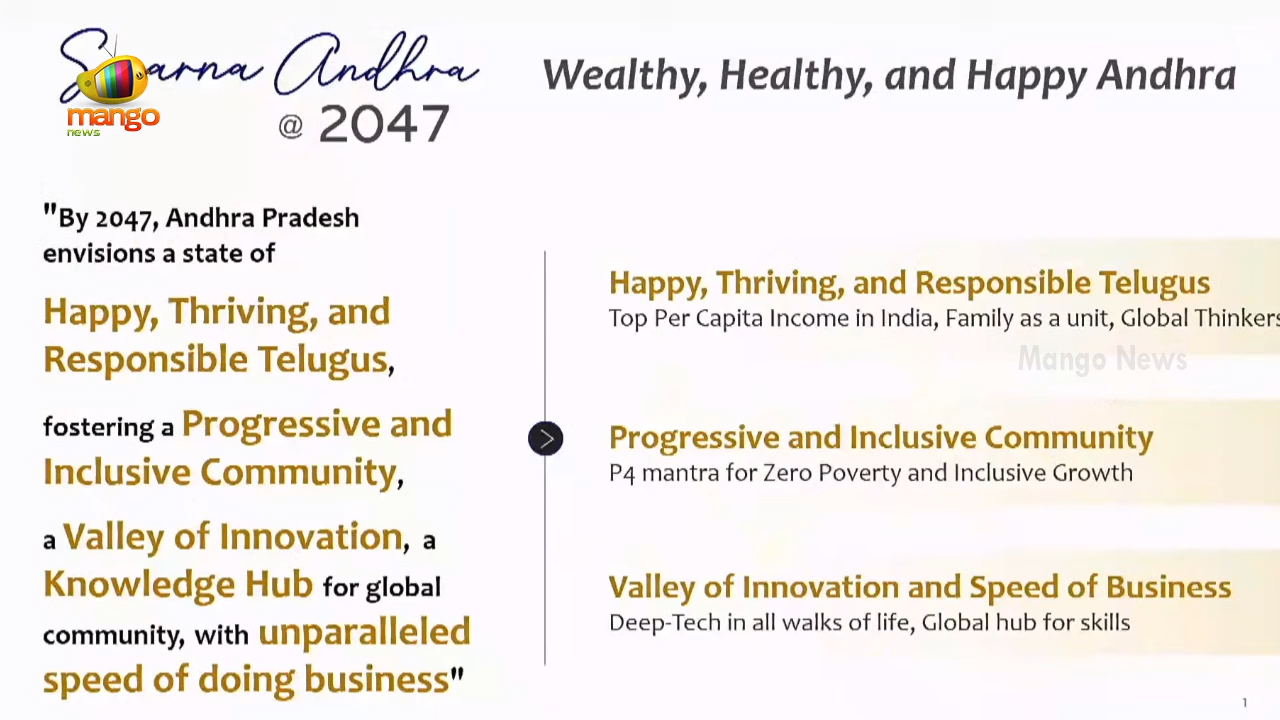 Andhra
@ 2047
mango
news
Wealthy, Healthy, and Happy Andhra
"By 2047, Andhra Pradesh
envisions a state of
Happy, Thriving, and
Responsible Telugus,
fostering a Progressive and
Inclusive Community,
a Valley of Innovation, a
Knowledge Hub for global
community, with unparalleled
speed of doing business"
Happy, Thriving, and Responsible Telugus
Top Per Capita Income in India, Family as a unit, Global Thinkers
Mango News
Progressive and Inclusive Community
P4 mantra for Zero Poverty and Inclusive Growth
Valley of Innovation and Speed of Business
Deep-Tech in all walks of life, Global hub for skills
1